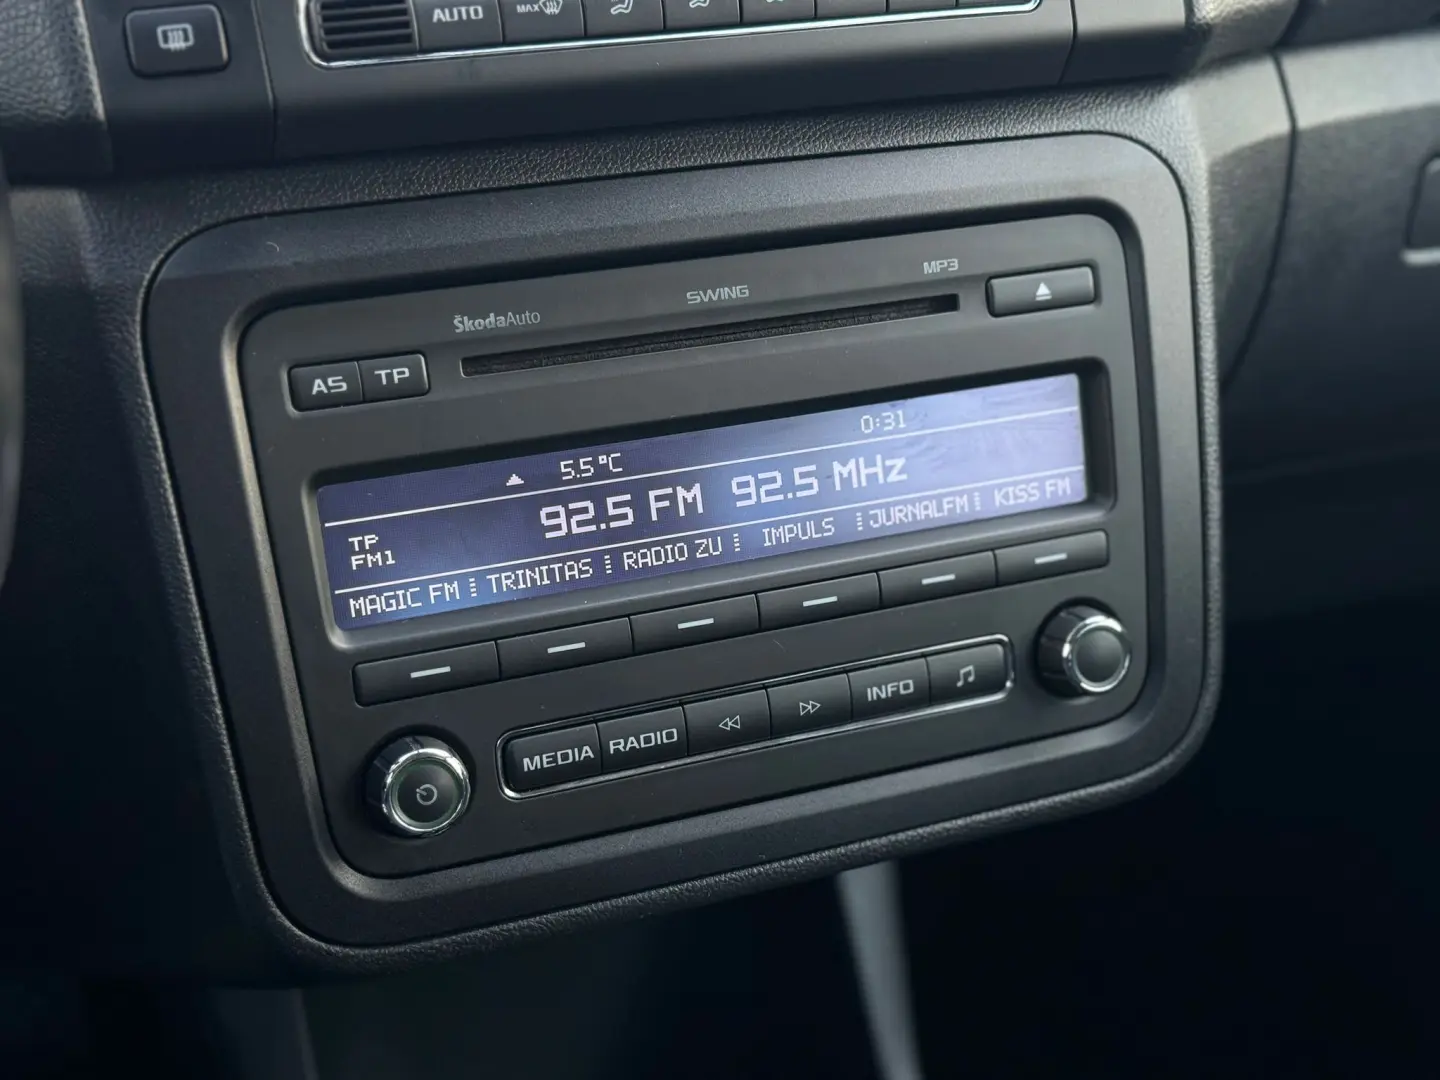 AUTO MAX
SWING MP3
ŠkodaAuto
AS TP
0:31
5.5°C
92.5 FM 92.5 MHz
TP
FM1
MAGIC FM TRINITAS RADIO ZU IMPULS JURNALFM KISS FM
MEDIA RADIO INFO